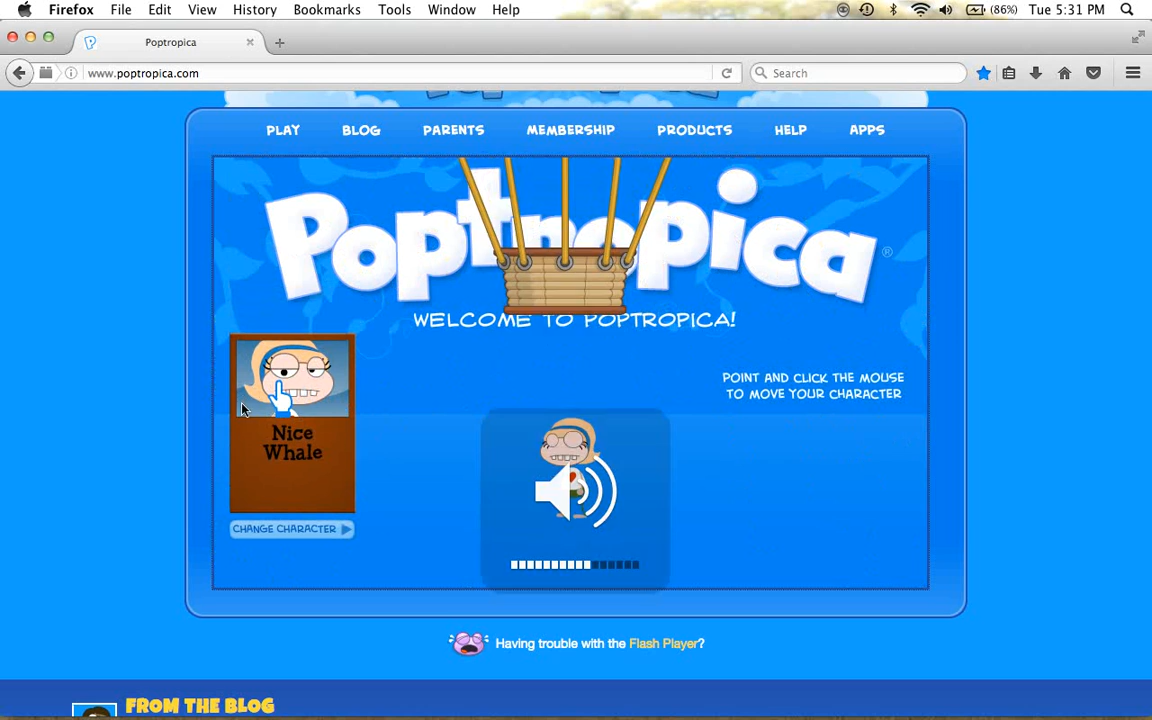 Firefox File Edit View History Bookmarks Tools Window Help (86%) Tue 5:31 PM
Poptropica
www.poptropica.com Search
PLAY BLOG PARENTS MEMBERSHIP PRODUCTS HELP APPS
Poptropica®
WELCOME TO POPTROPICA!
POINT AND CLICK THE MOUSE
TO MOVE YOUR CHARACTER
Nice
Whale
CHANGE CHARACTER
Having trouble with the Flash Player?
FROM THE BLOG